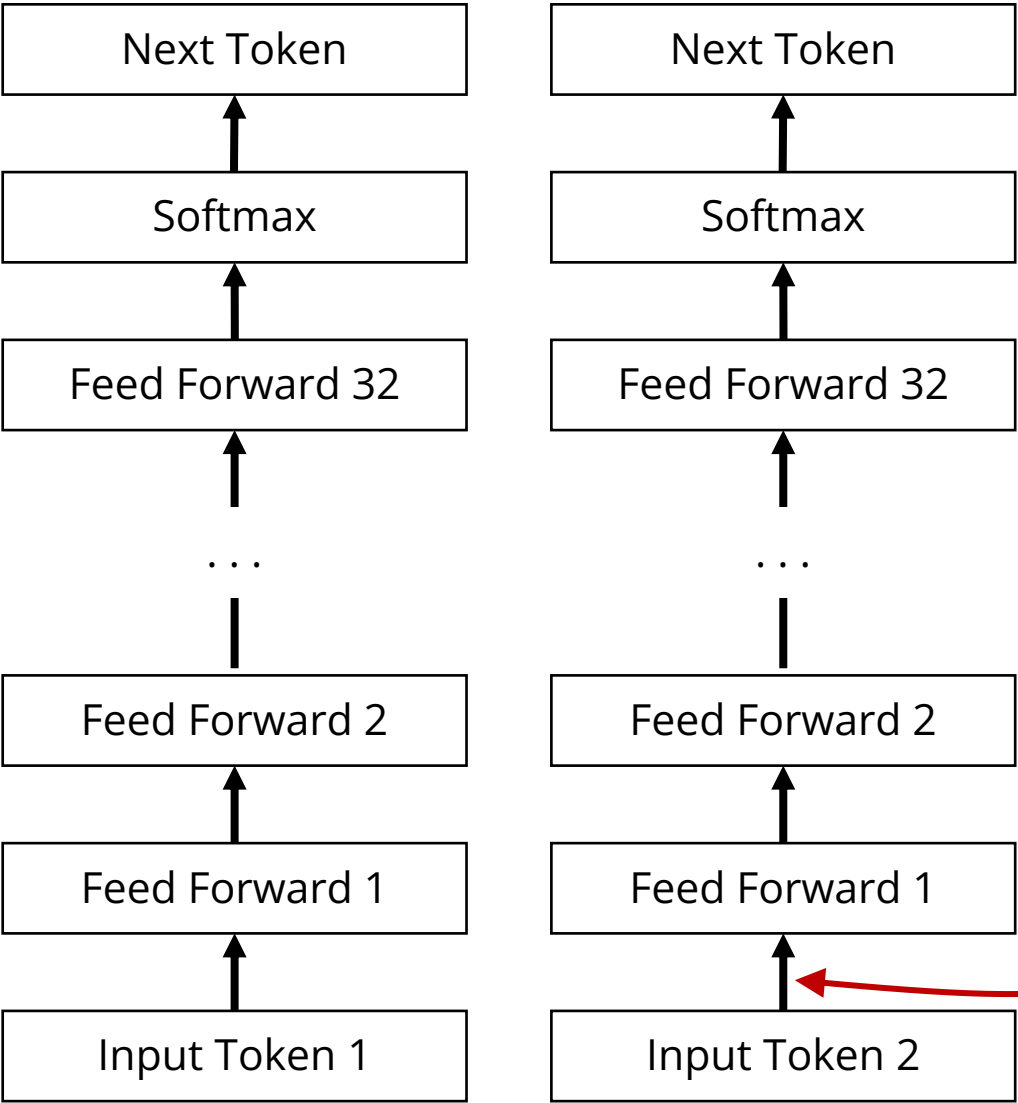 Next Token
Softmax
Feed Forward 32
. . .
Feed Forward 2
Feed Forward 1
Input Token 1
Next Token
Softmax
Feed Forward 32
. . .
Feed Forward 2
Feed Forward 1
Input Token 2